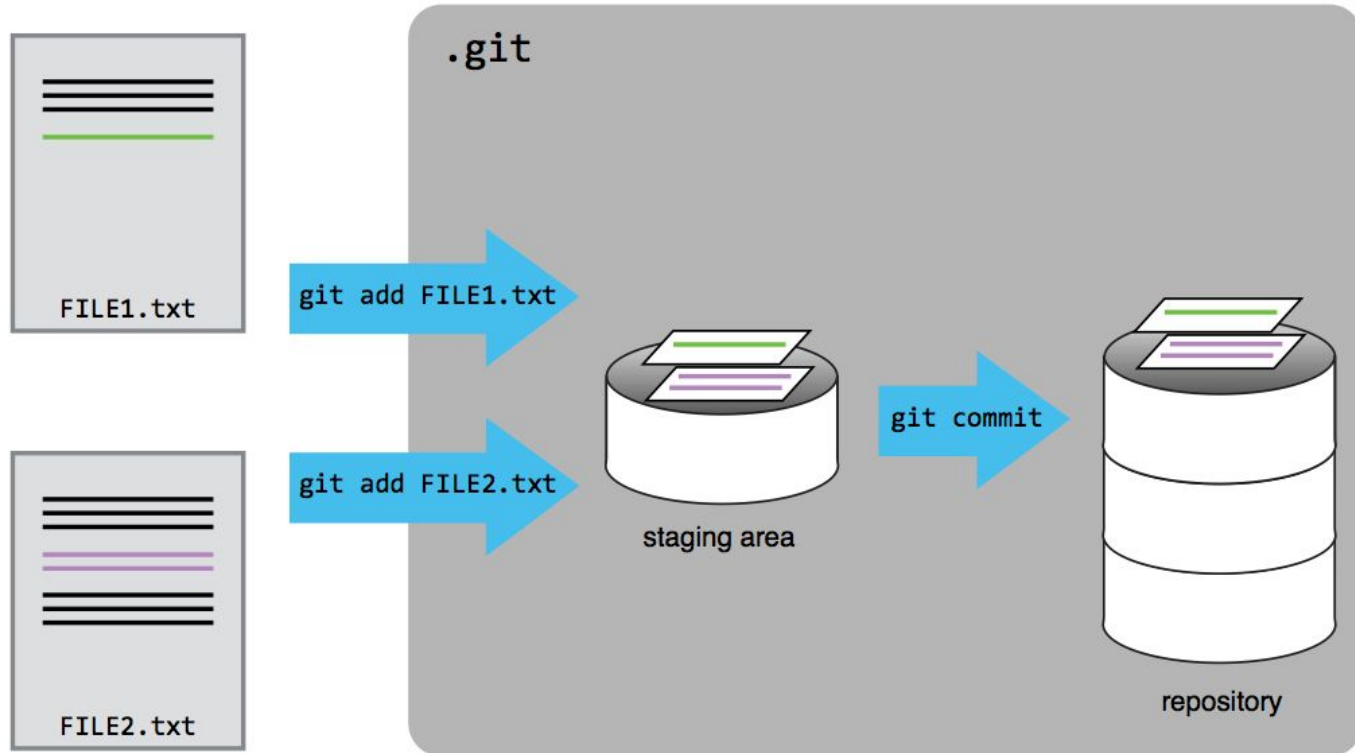 .git
FILE1.txt
git add FILE1.txt
git add FILE2.txt
staging area
git commit
repository
FILE2.txt